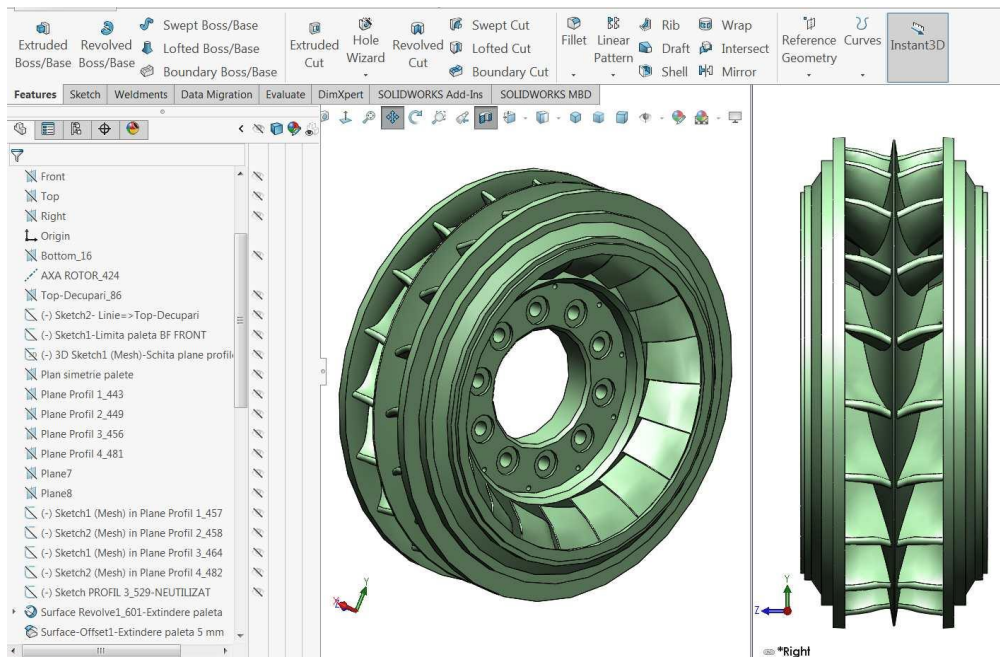 Extruded Boss/Base
Revolved Boss/Base
Swept Boss/Base
Lofted Boss/Base
Boundary Boss/Base
Extruded Cut
Hole Wizard
Revolved Cut
Swept Cut
Lofted Cut
Boundary Cut
Fillet
Linear Pattern
Rib
Draft
Shell
Wrap
Intersect
Mirror
Reference Geometry
Curves
Instant3D
Features Sketch Weldments Data Migration Evaluate DimXpert SOLIDWORKS Add-Ins SOLIDWORKS MBD
Front
Top
Right
Origin
Bottom_16
AXA ROTOR_424
Top-Decupari_86
(-) Sketch2- Linie=>Top-Decupari
(-) Sketch1-Limita paleta BF FRONT
(-) 3D Sketch1 (Mesh)-Schita plane profile
Plan simetrie palete
Plane Profil 1_443
Plane Profil 2_449
Plane Profil 3_456
Plane Profil 4_481
Plane7
Plane8
(-) Sketch1 (Mesh) in Plane Profil 1_457
(-) Sketch2 (Mesh) in Plane Profil 2_458
(-) Sketch1 (Mesh) in Plane Profil 3_464
(-) Sketch2 (Mesh) in Plane Profil 4_482
(-) Sketch PROFIL 3_529-NEUTILIZAT
Surface Revolve1_601-Extindere paleta
Surface-Offset1-Extindere paleta 5 mm
Y
Y
Z
*Right